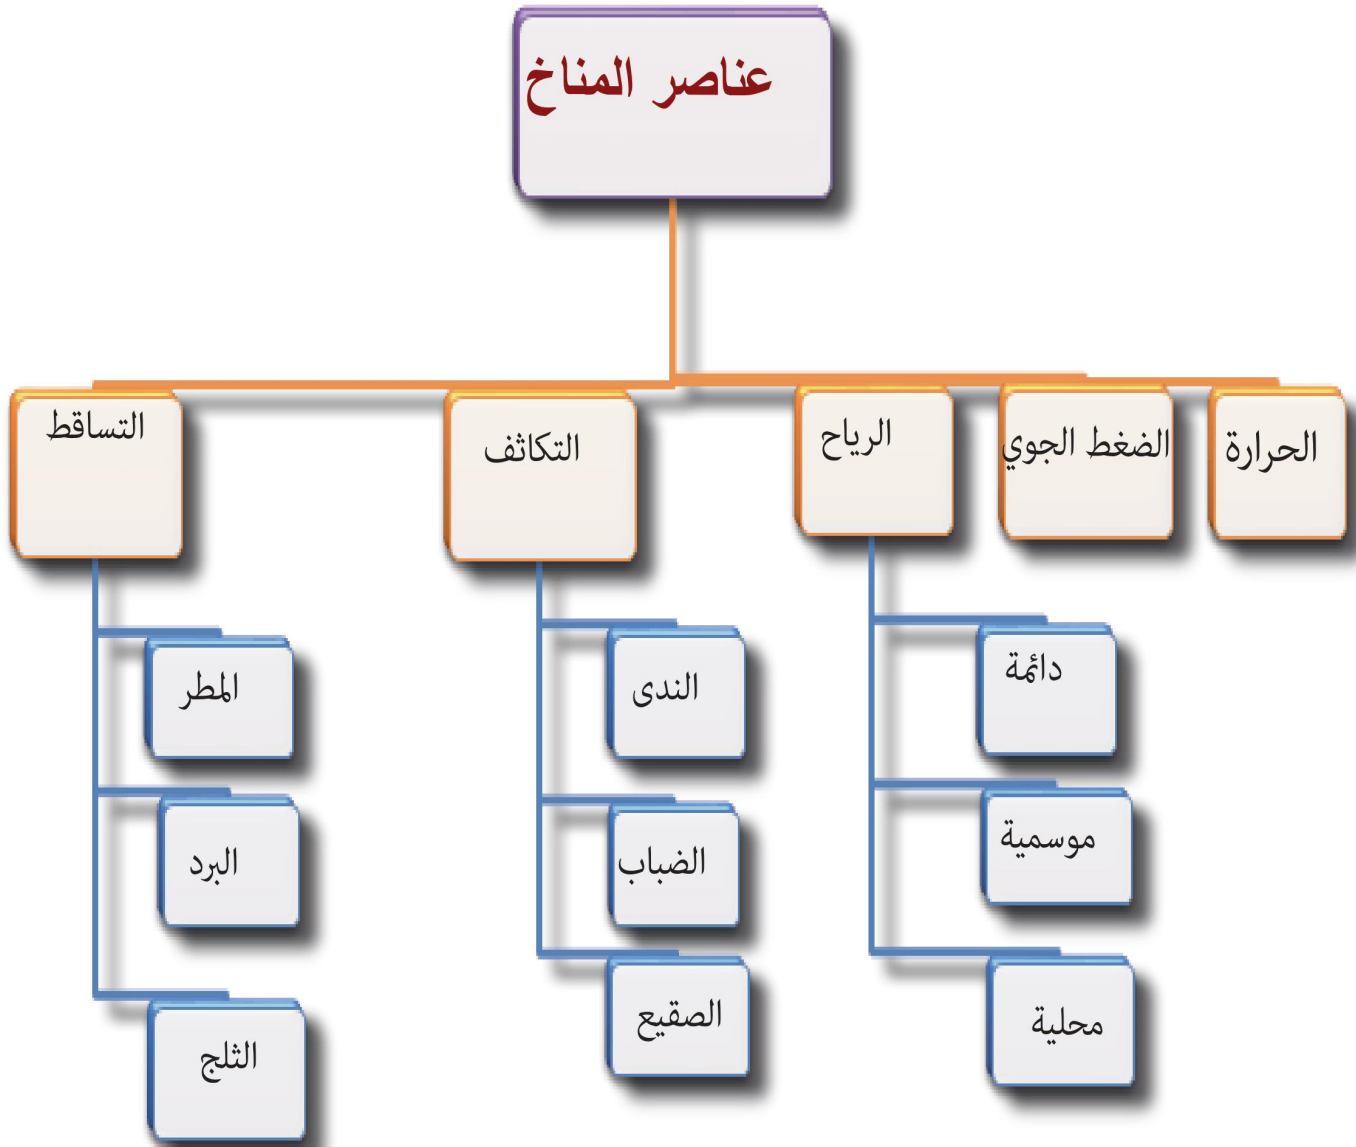 عناصر المناخ
الحرارة
الضغط الجوي
الرياح
التكاثف
التساقط
دائمة
موسمية
محلية
الندى
الضباب
الصقيع
المطر
البرد
الثلج